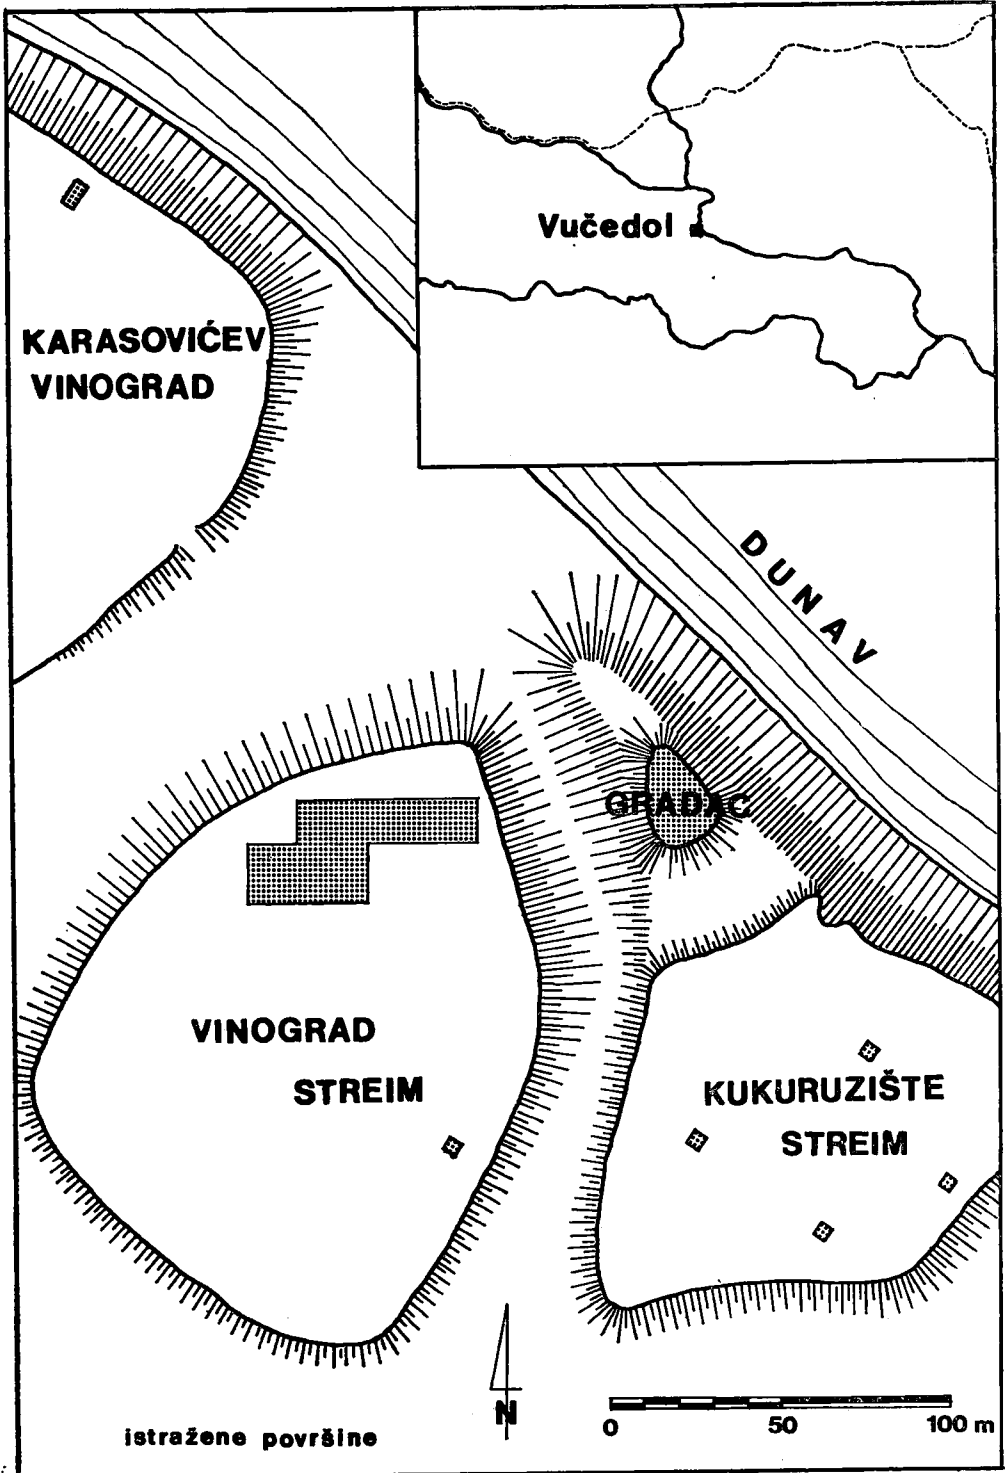 Vučedol
KARASOVIĆEV
VINOGRAD
DUNAV
GRADAC
VINOGRAD
STREIM
KUKURUZIŠTE
STREIM
N
0 50 100 m
istražene površine